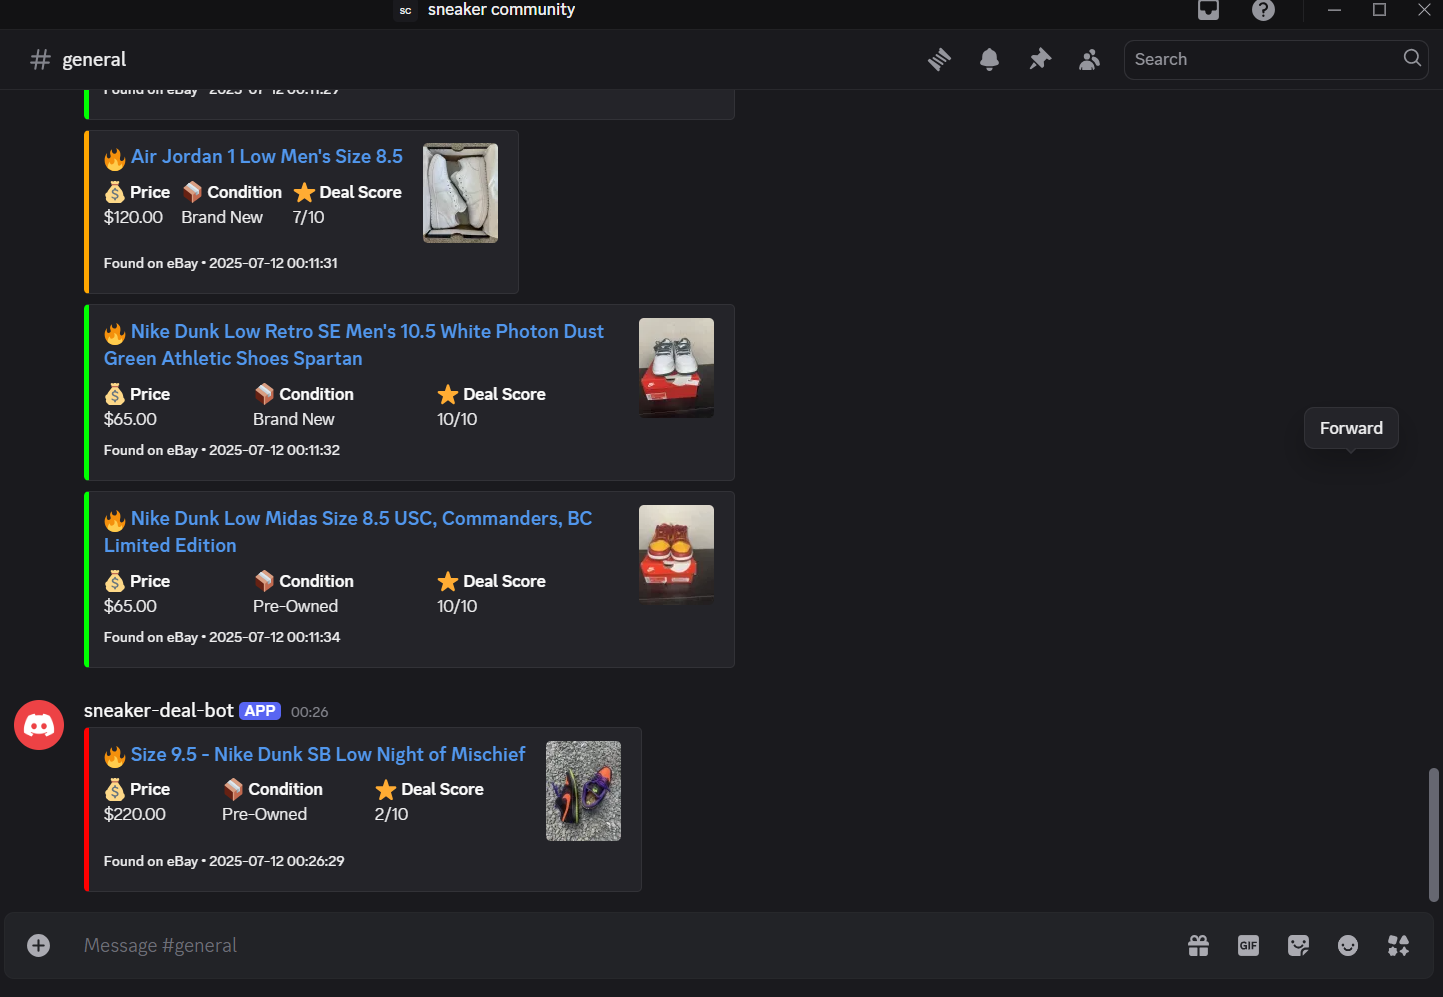 SC sneaker community
# general
Search
Found on eBay • 2025-07-12 00:11:29
🔥 Air Jordan 1 Low Men's Size 8.5
💰 Price 📦 Condition ⭐ Deal Score
$120.00 Brand New 7/10
Found on eBay • 2025-07-12 00:11:31
🔥 Nike Dunk Low Retro SE Men's 10.5 White Photon Dust
Green Athletic Shoes Spartan
💰 Price 📦 Condition ⭐ Deal Score
$65.00 Brand New 10/10
Found on eBay • 2025-07-12 00:11:32
Forward
🔥 Nike Dunk Low Midas Size 8.5 USC, Commanders, BC
Limited Edition
💰 Price 📦 Condition ⭐ Deal Score
$65.00 Pre-Owned 10/10
Found on eBay • 2025-07-12 00:11:34
sneaker-deal-bot APP 00:26
🔥 Size 9.5 - Nike Dunk SB Low Night of Mischief
💰 Price 📦 Condition ⭐ Deal Score
$220.00 Pre-Owned 2/10
Found on eBay • 2025-07-12 00:26:29
Message #general
GIF